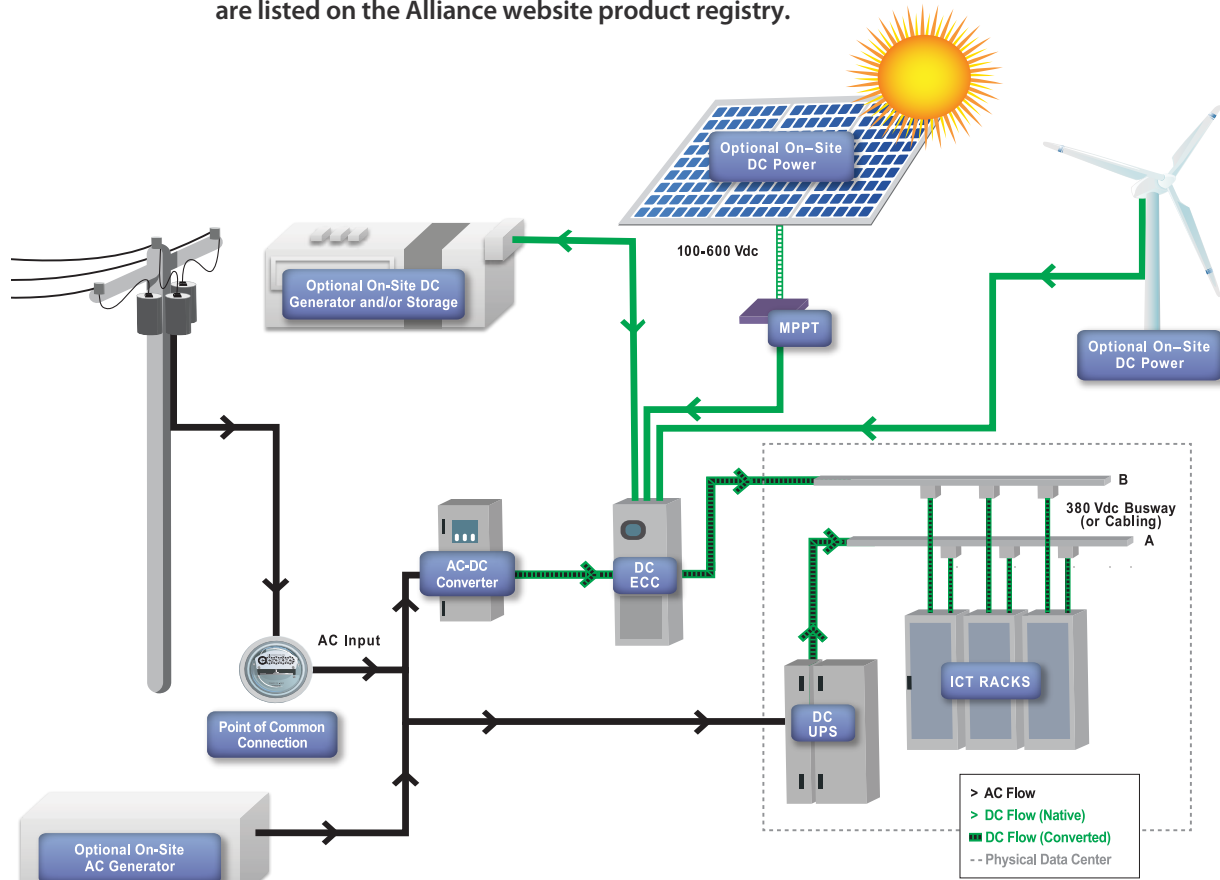 are listed on the Alliance website product registry.
Optional On–Site
DC Power
100-600 Vdc
Optional On-Site DC
Generator and/or Storage
MPPT
Optional On–Site
DC Power
B
380 Vdc Busway
(or Cabling)
A
AC-DC
Converter
DC
ECC
AC Input
ICT RACKS
Point of Common
Connection
DC
UPS
> AC Flow
> DC Flow (Native)
DC Flow (Converted)
-- Physical Data Center
Optional On-Site
AC Generator